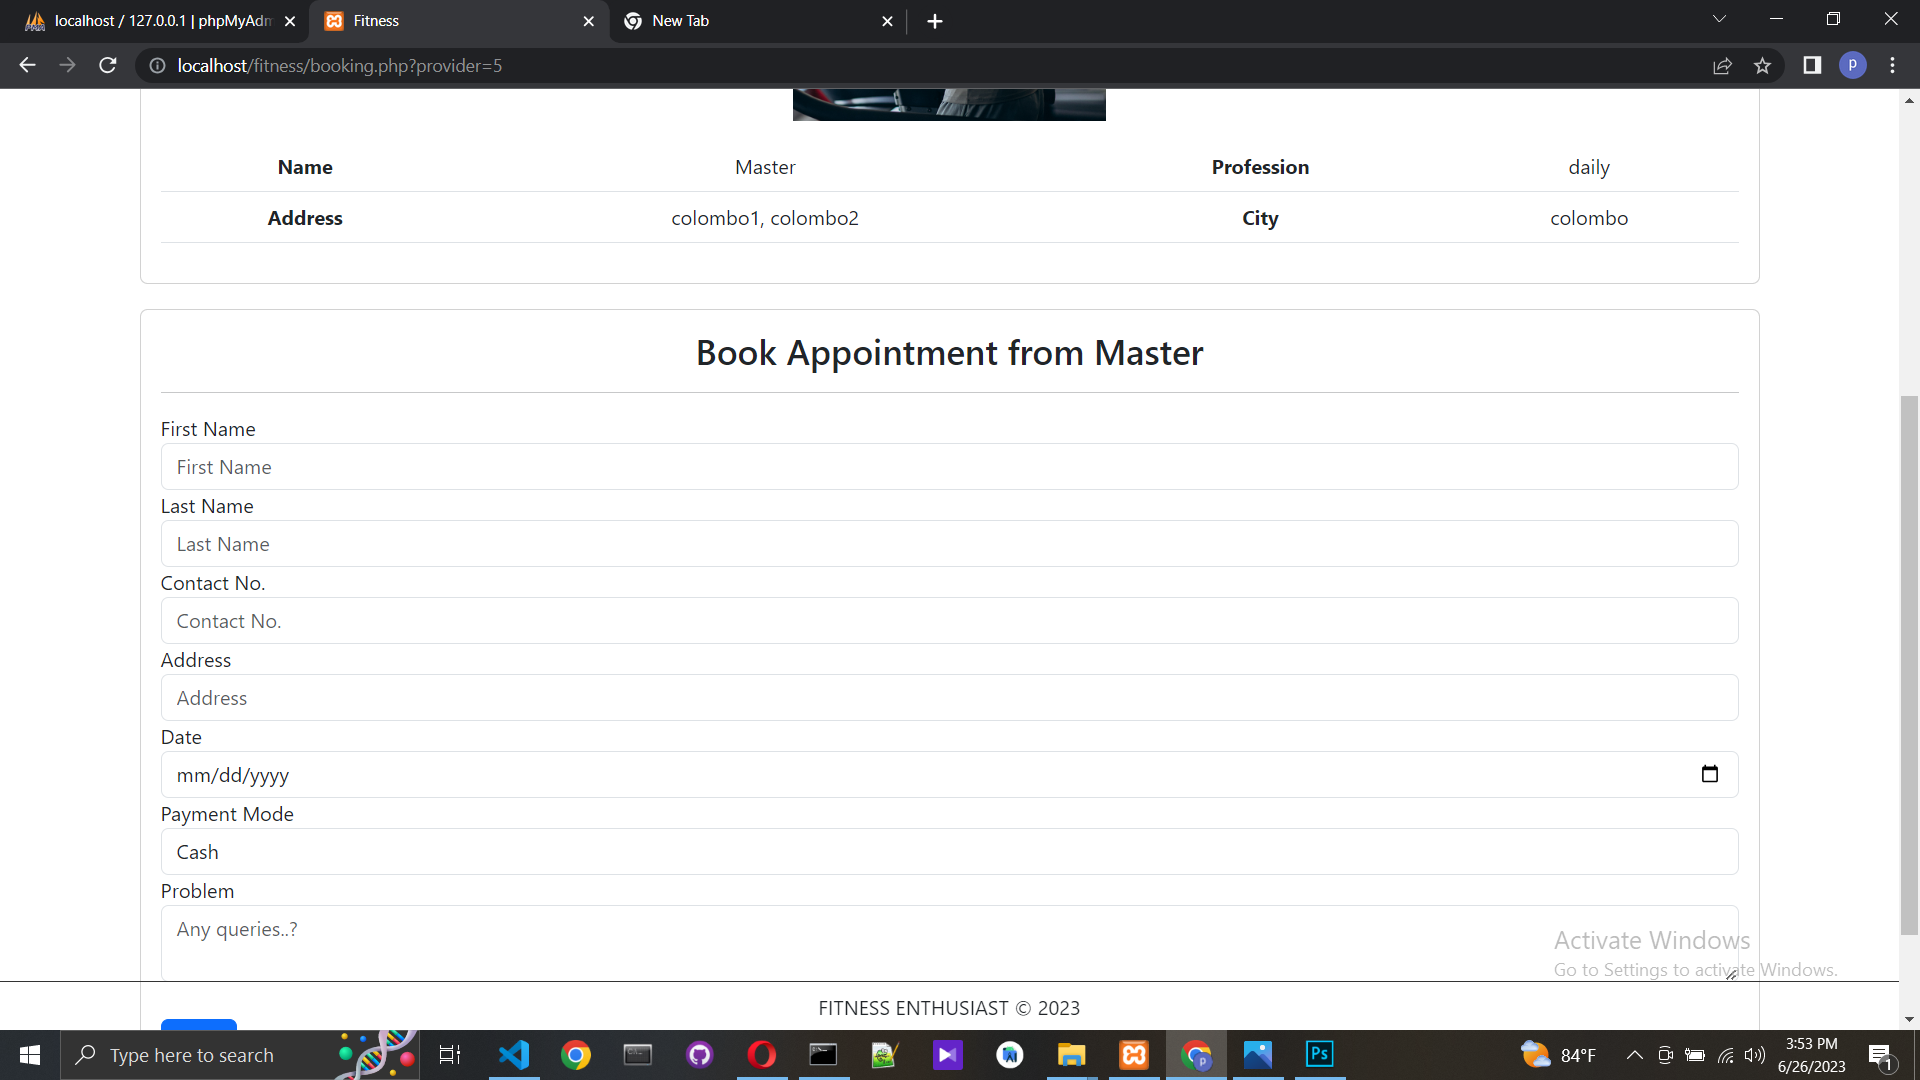 localhost / 127.0.0.1 | phpMyAdm
Fitness
New Tab
localhost/fitness/booking.php?provider=5
P
Name Master Profession daily
Address colombo1, colombo2 City colombo
Book Appointment from Master
First Name
First Name
Last Name
Last Name
Contact No.
Contact No.
Address
Address
Date
mm/dd/yyyy
Payment Mode
Cash
Problem
Any queries..?
Activate Windows
Go to Settings to activate Windows.
FITNESS ENTHUSIAST © 2023
Type here to search
Ps
84°F
3:53 PM
6/26/2023
1